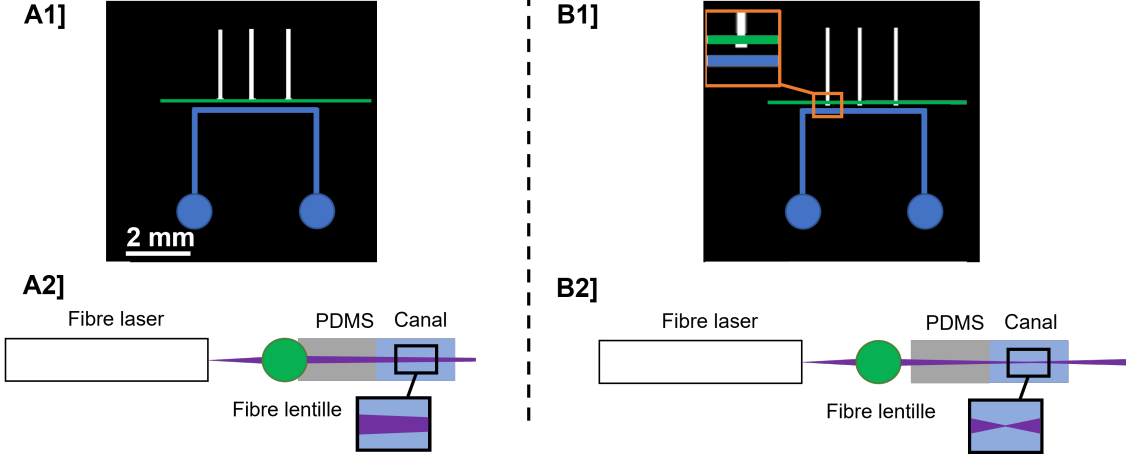 A1]
B1]
2 mm
A2]
B2]
Fibre laser
PDMS
Canal
Fibre lentille
Fibre laser
PDMS
Canal
Fibre lentille